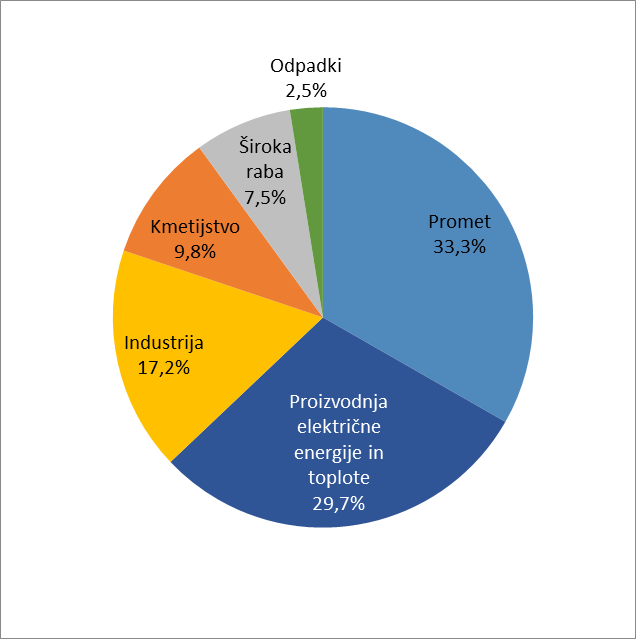 Odpadki
2,5%
Široka
raba
7,5%
Promet
33,3%
Kmetijstvo
9,8%
Industrija
17,2%
Proizvodnja
električne
energije in
toplote
29,7%